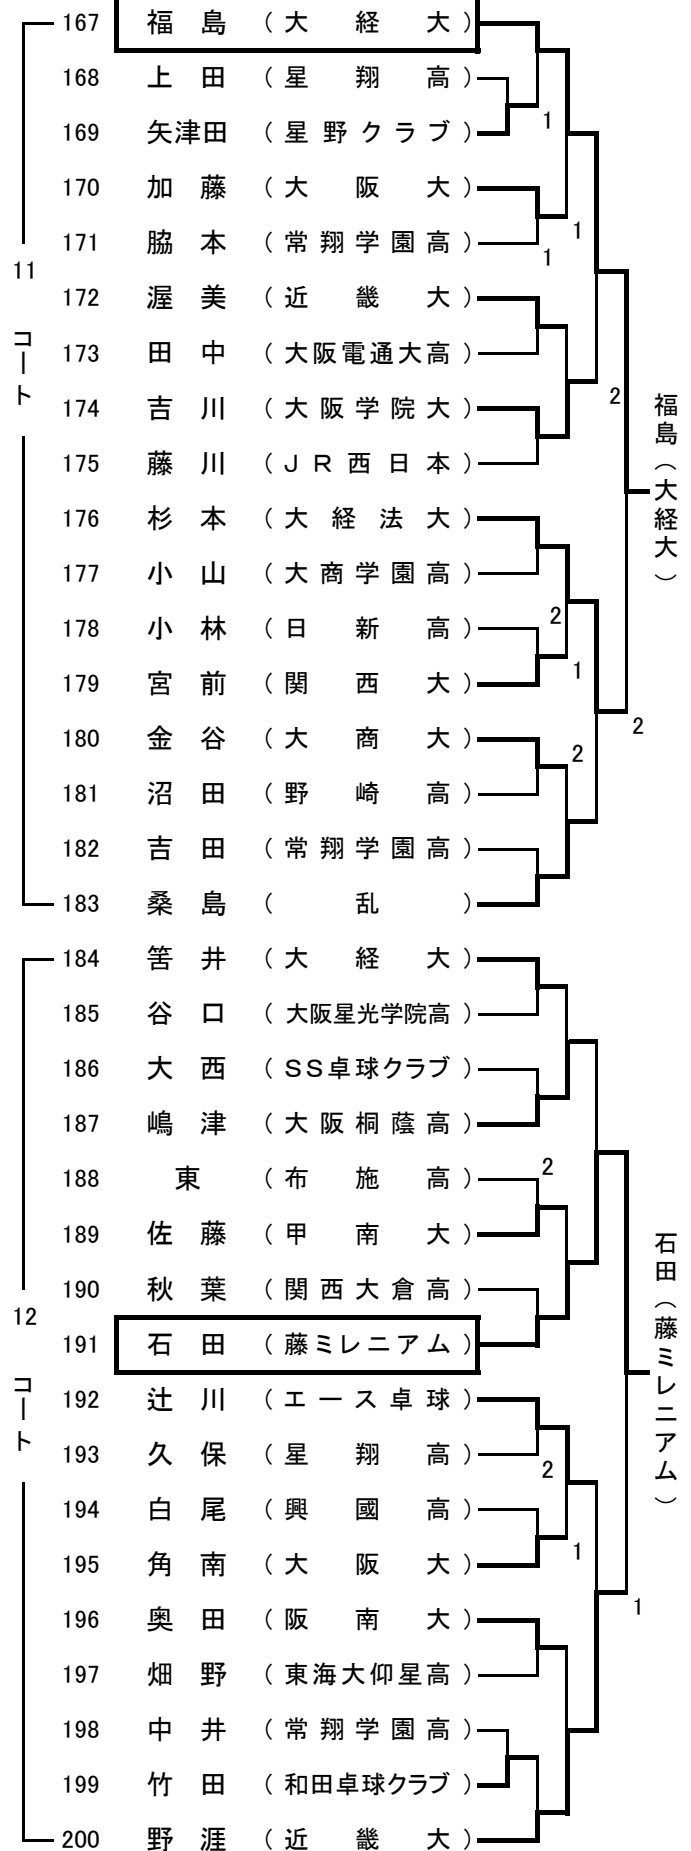 167 福島 (大経大)
168 上田 (星翔高)
169 矢津田 (星野クラブ)
1
170 加藤 (大阪大)
1
171 脇本 (常翔学園高)
1
11コート
172 渥美 (近畿大)
173 田中 (大阪電通大高)
174 吉川 (大阪学院大)
2
福島(大経大)
175 藤川 (JR西日本)
176 杉本 (大経法大)
177 小山 (大商学園高)
178 小林 (日新高)
2
179 宮前 (関西大)
1
180 金谷 (大商大)
2
2
181 沼田 (野崎高)
182 吉田 (常翔学園高)
183 桑島 (乱)
184 筈井 (大経大)
185 谷口 (大阪星光学院高)
186 大西 (SS卓球クラブ)
187 嶋津 (大阪桐蔭高)
188 東 (布施高)
2
189 佐藤 (甲南大)
190 秋葉 (関西大倉高)
石田(藤ミレニアム)
12コート
191 石田 (藤ミレニアム)
192 辻川 (エース卓球)
193 久保 (星翔高)
2
194 白尾 (興國高)
1
195 角南 (大阪大)
1
196 奥田 (阪南大)
197 畑野 (東海大仰星高)
198 中井 (常翔学園高)
199 竹田 (和田卓球クラブ)
200 野涯 (近畿大)